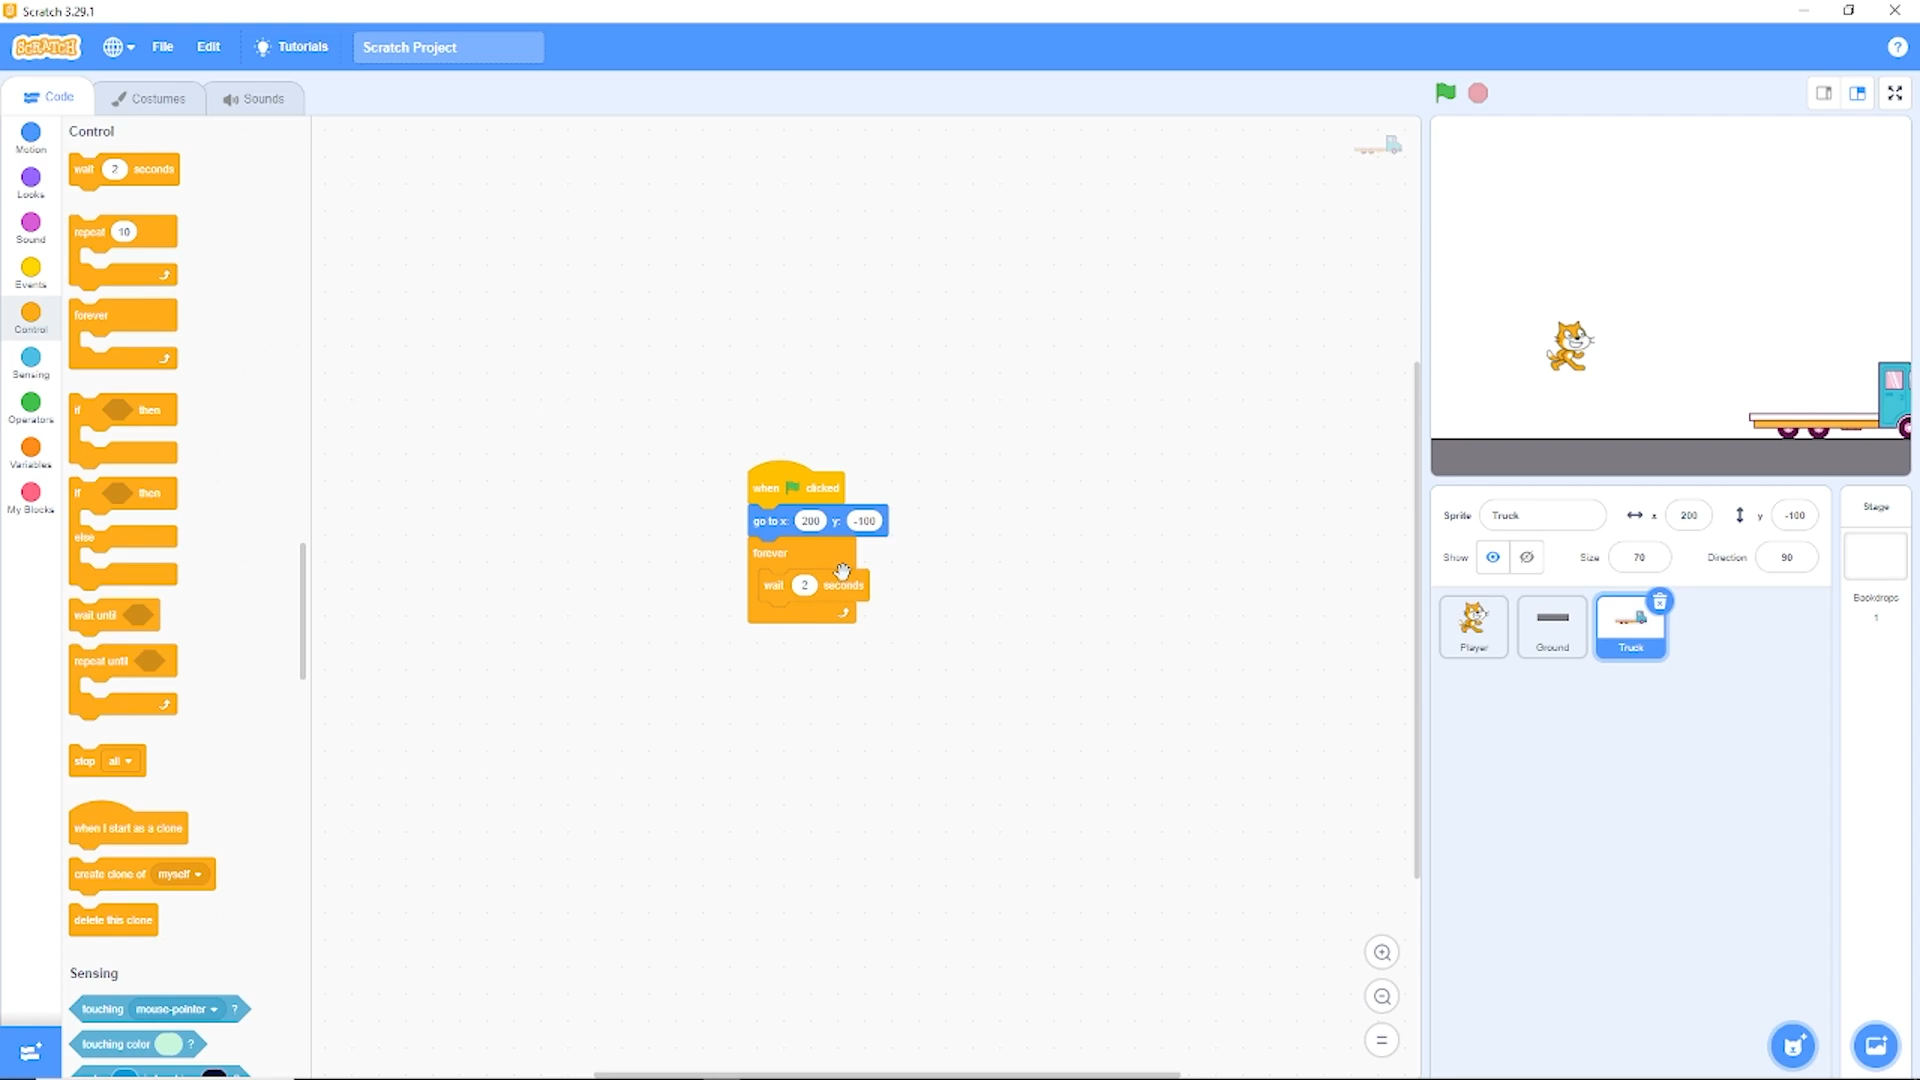 Scratch 3.29.1
SCRATCH File Edit Tutorials Scratch Project ?
Code Costumes Sounds
Motion
Looks
Sound
Events
Control
Sensing
Operators
Variables
My Blocks
Control
wait 2 seconds
repeat 10
forever
if then
if then
else
wait until
repeat until
stop all
when I start as a clone
create clone of myself
delete this clone
Sensing
touching mouse-pointer ?
touching color ?
when clicked
go to x: 200 y: -100
forever
wait 2 seconds
Sprite Truck x 200 y -100
Show Size 70 Direction 90
Player
Ground
Truck
Stage
Backdrops
1